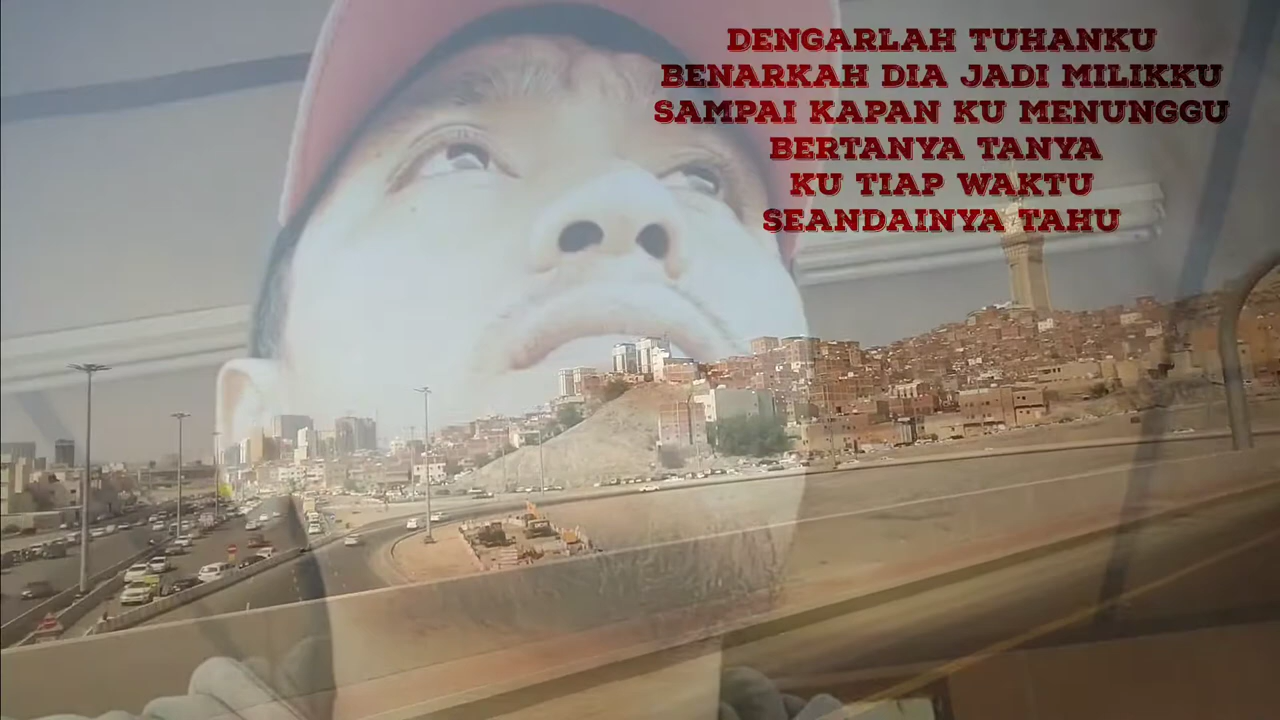 DENGARLAH TUHANKU
BENARKAH DIA JADI MILIKKU
SAMPAI KAPAN KU MENUNGGU
BERTANYA TANYA
KU TIAP WAKTU
SEANDAINYA TAHU